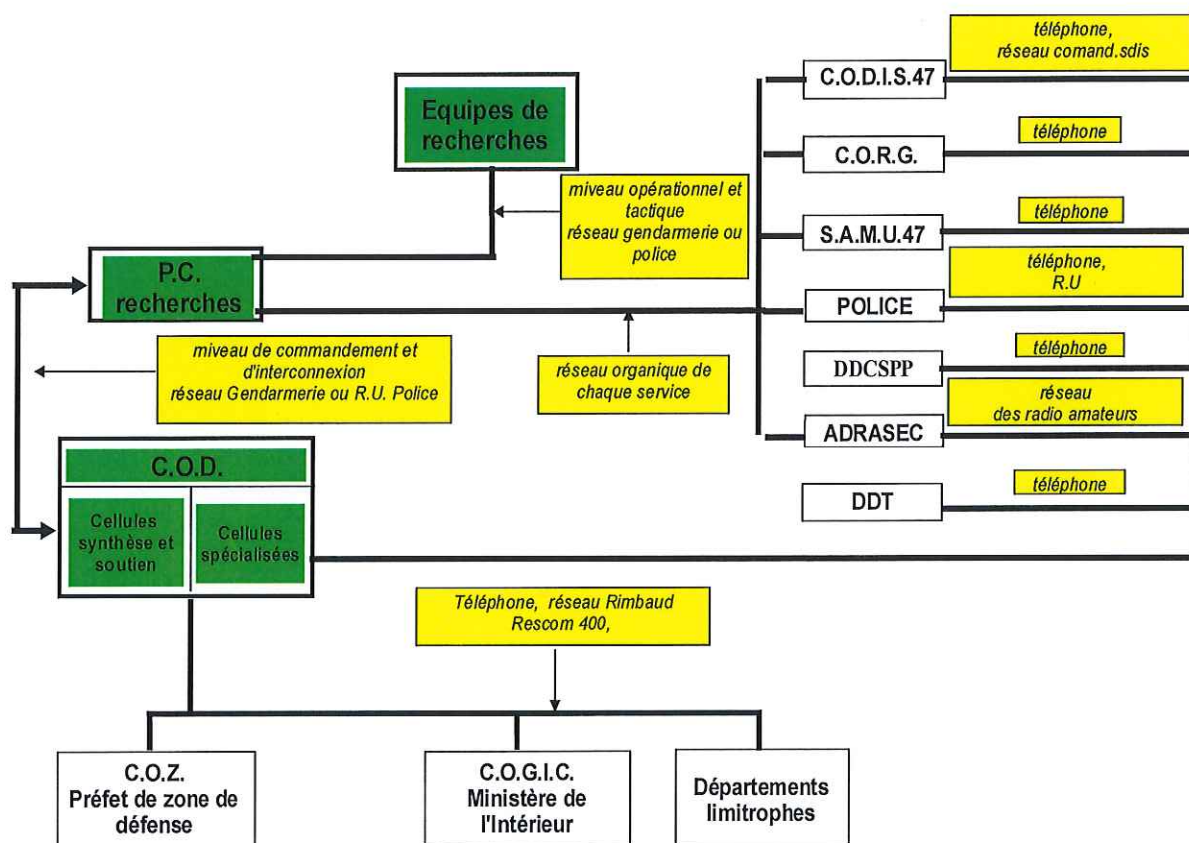 téléphone,
réseau comand.sdis
C.O.D.I.S.47
Equipes de
recherches
téléphone
C.O.R.G.
miveau opérationnel et
tactique
réseau gendarmerie ou
police
téléphone
S.A.M.U.47
P.C.
recherches
téléphone,
R.U
POLICE
miveau de commandement et
d'interconnexion
réseau Gendarmerie ou R.U. Police
réseau organique de
chaque service
téléphone
DDCSPP
réseau
des radio amateurs
ADRASEC
C.O.D.
Cellules
synthèse et
soutien
Cellules
spécialisées
téléphone
DDT
Téléphone, réseau Rimbaud
Rescom 400,
C.O.Z.
Préfet de zone de
défense
C.O.G.I.C.
Ministère de
l'Intérieur
Départements
limitrophes